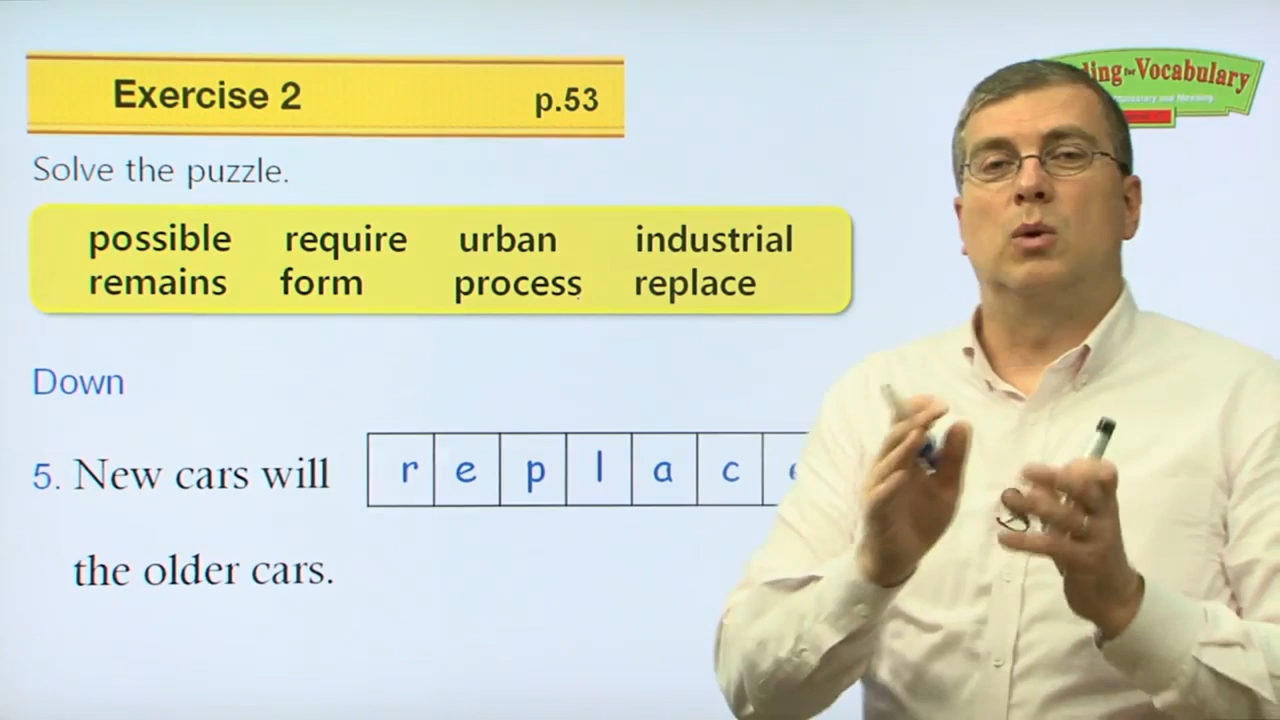 Exercise 2 p.53
Vocabulary
Solve the puzzle.
possible require urban industrial
remains form process replace
Down
5. New cars will r e p l a c e
the older cars.